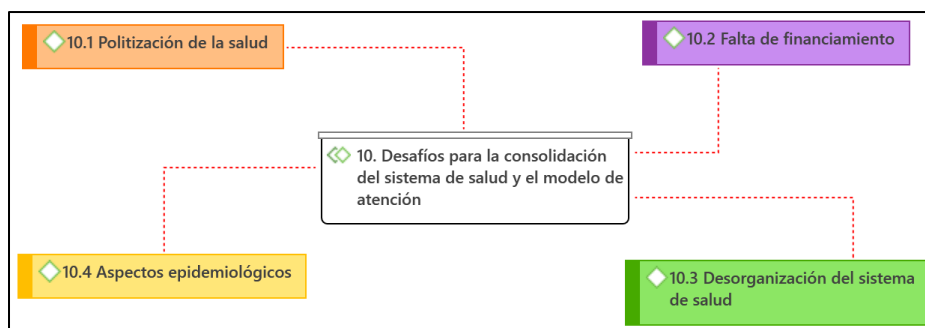 10.1 Politización de la salud
10.2 Falta de financiamiento
10. Desafíos para la consolidación
del sistema de salud y el modelo de
atención
10.4 Aspectos epidemiológicos
10.3 Desorganización del sistema
de salud